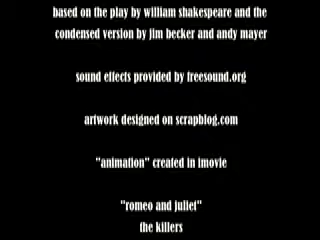 based on the play by william shakespeare and the
condensed version by jim becker and andy mayer
sound effects provided by freesound.org
artwork designed on scrapblog.com
"animation" created in imovie
"romeo and juliet"
the killers